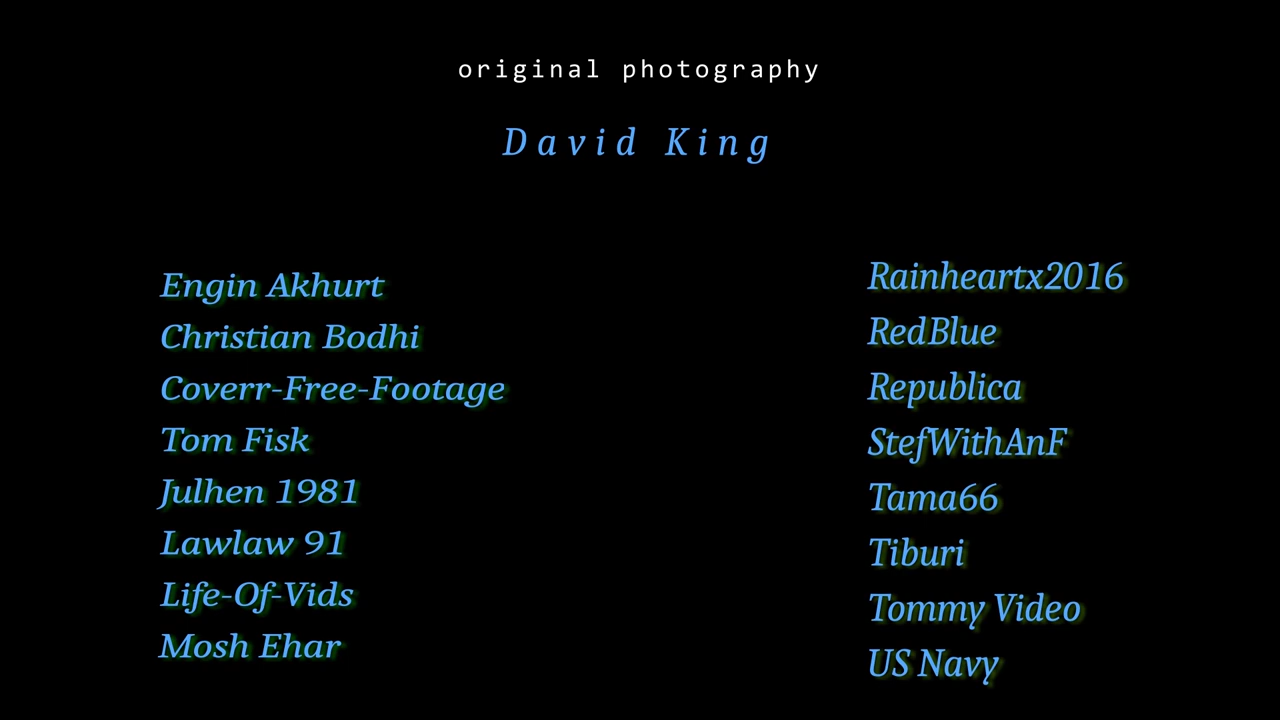 original photography
David King
Engin Akhurt
Christian Bodhi
Coverr-Free-Footage
Tom Fisk
Julhen 1981
Lawlaw 91
Life-Of-Vids
Mosh Ehar
Rainheartx2016
RedBlue
Republica
StefWithAnF
Tama66
Tiburi
Tommy Video
US Navy